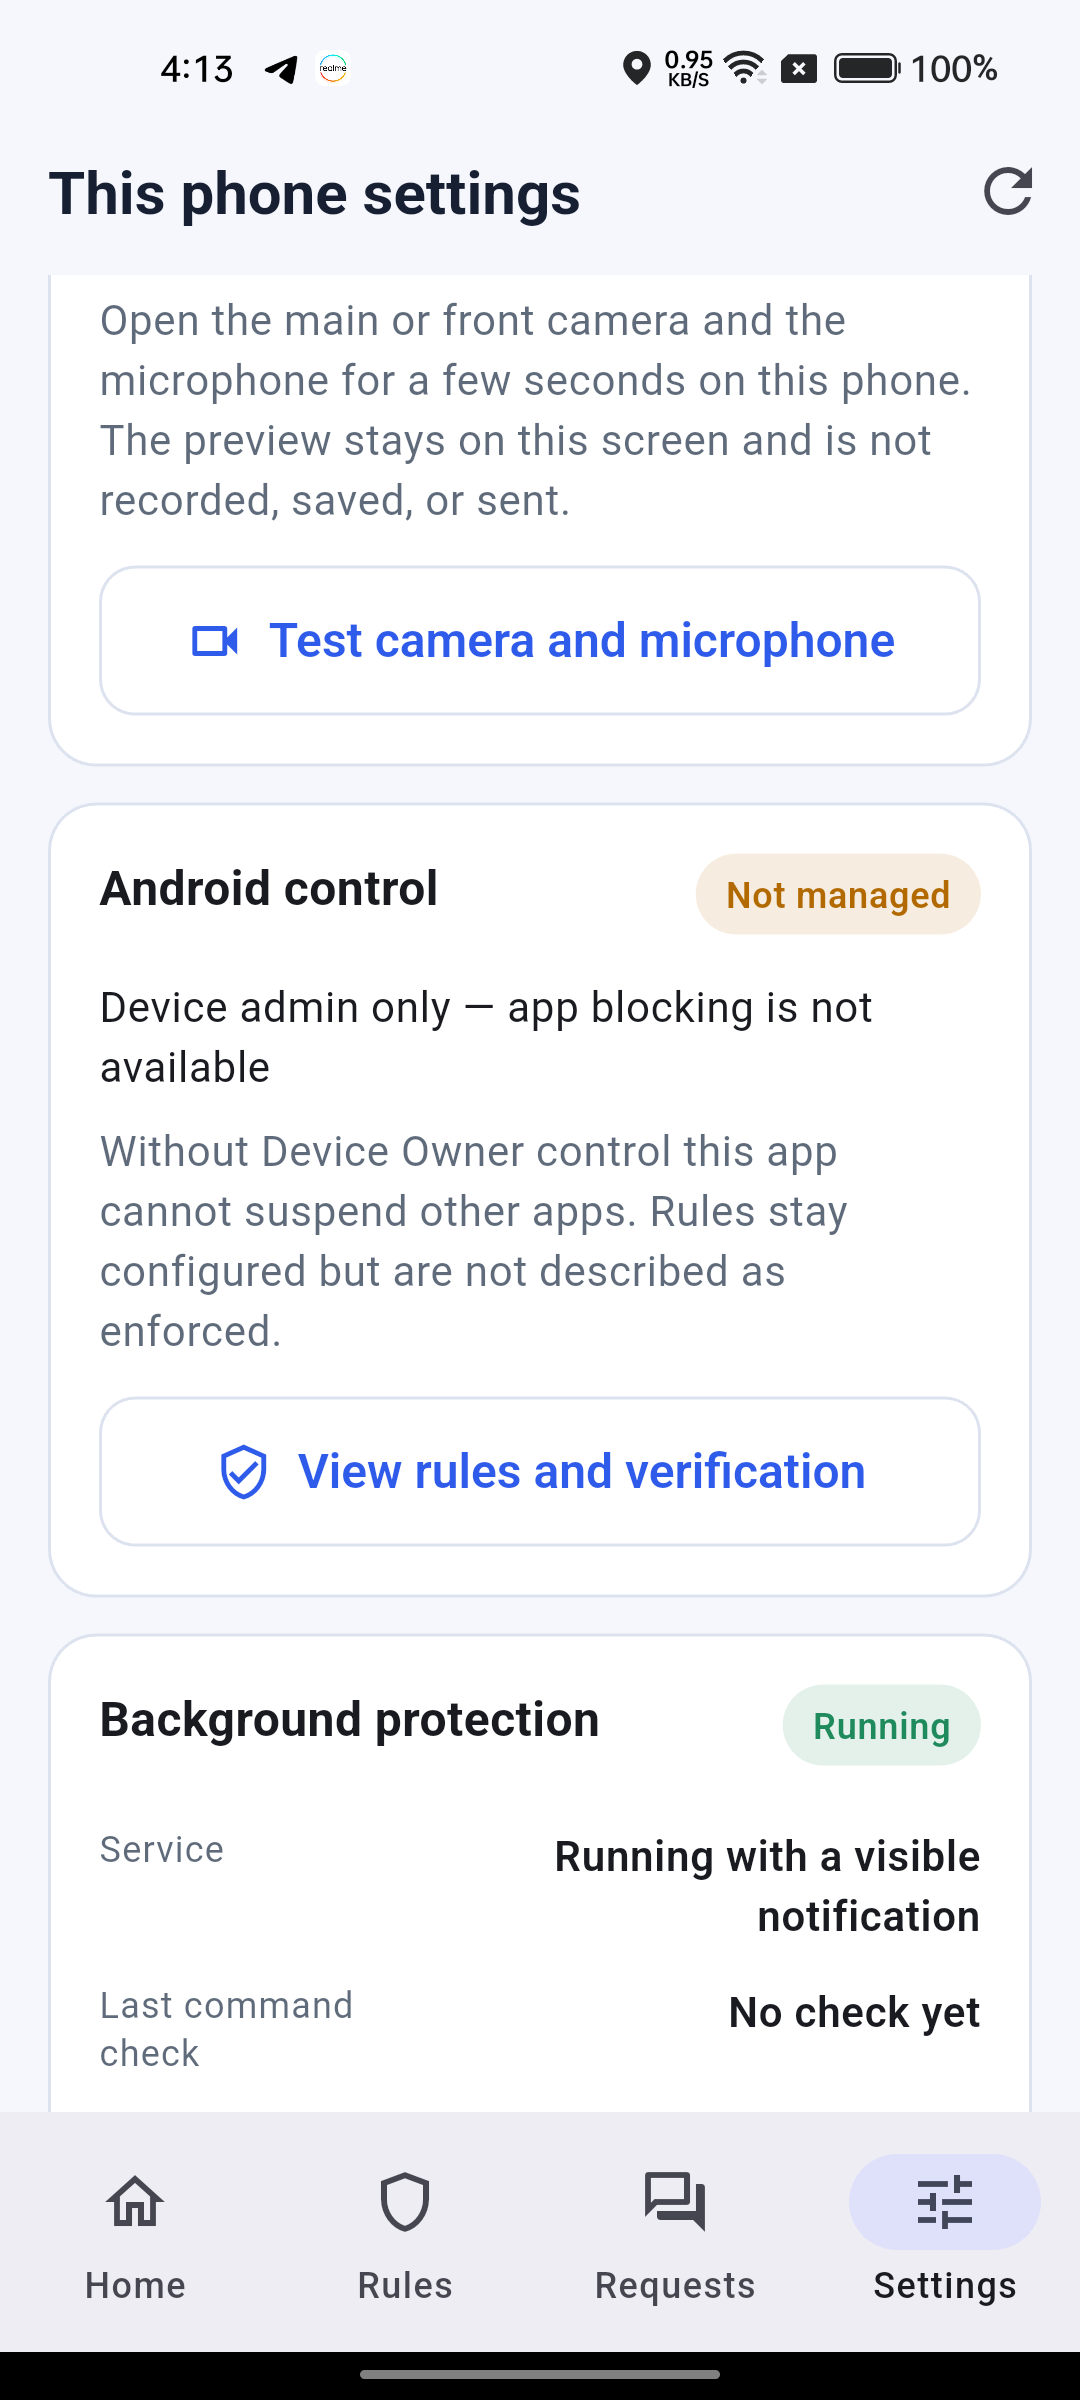 4:13
realme
0.95
KB/S
100%
This phone settings
Open the main or front camera and the
microphone for a few seconds on this phone.
The preview stays on this screen and is not
recorded, saved, or sent.
Test camera and microphone
Android control
Not managed
Device admin only — app blocking is not
available
Without Device Owner control this app
cannot suspend other apps. Rules stay
configured but are not described as
enforced.
View rules and verification
Background protection
Running
Service
Running with a visible
notification
Last command
check
No check yet
Home
Rules
Requests
Settings